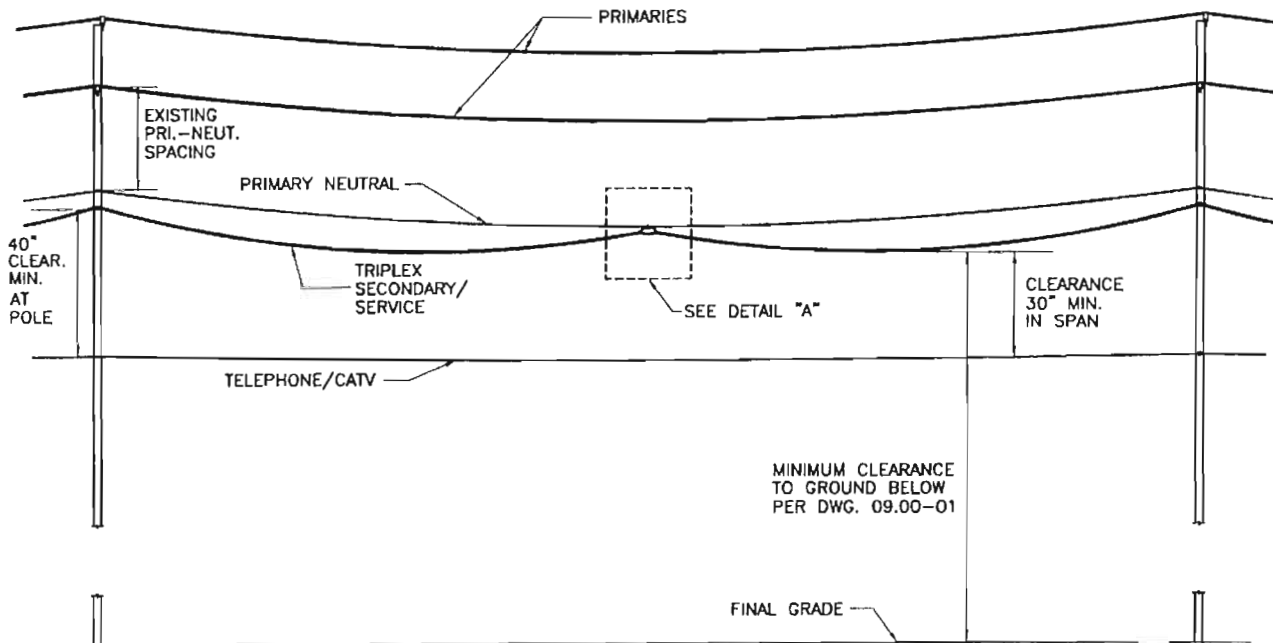 PRIMARIES
EXISTING
PRI.-NEUT.
SPACING
PRIMARY NEUTRAL
40"
CLEAR.
MIN.
AT
POLE
TRIPLEX
SECONDARY/
SERVICE
SEE DETAIL "A"
CLEARANCE
30" MIN.
IN SPAN
TELEPHONE/CATV
MINIMUM CLEARANCE
TO GROUND BELOW
PER DWG. 09.00-01
FINAL GRADE